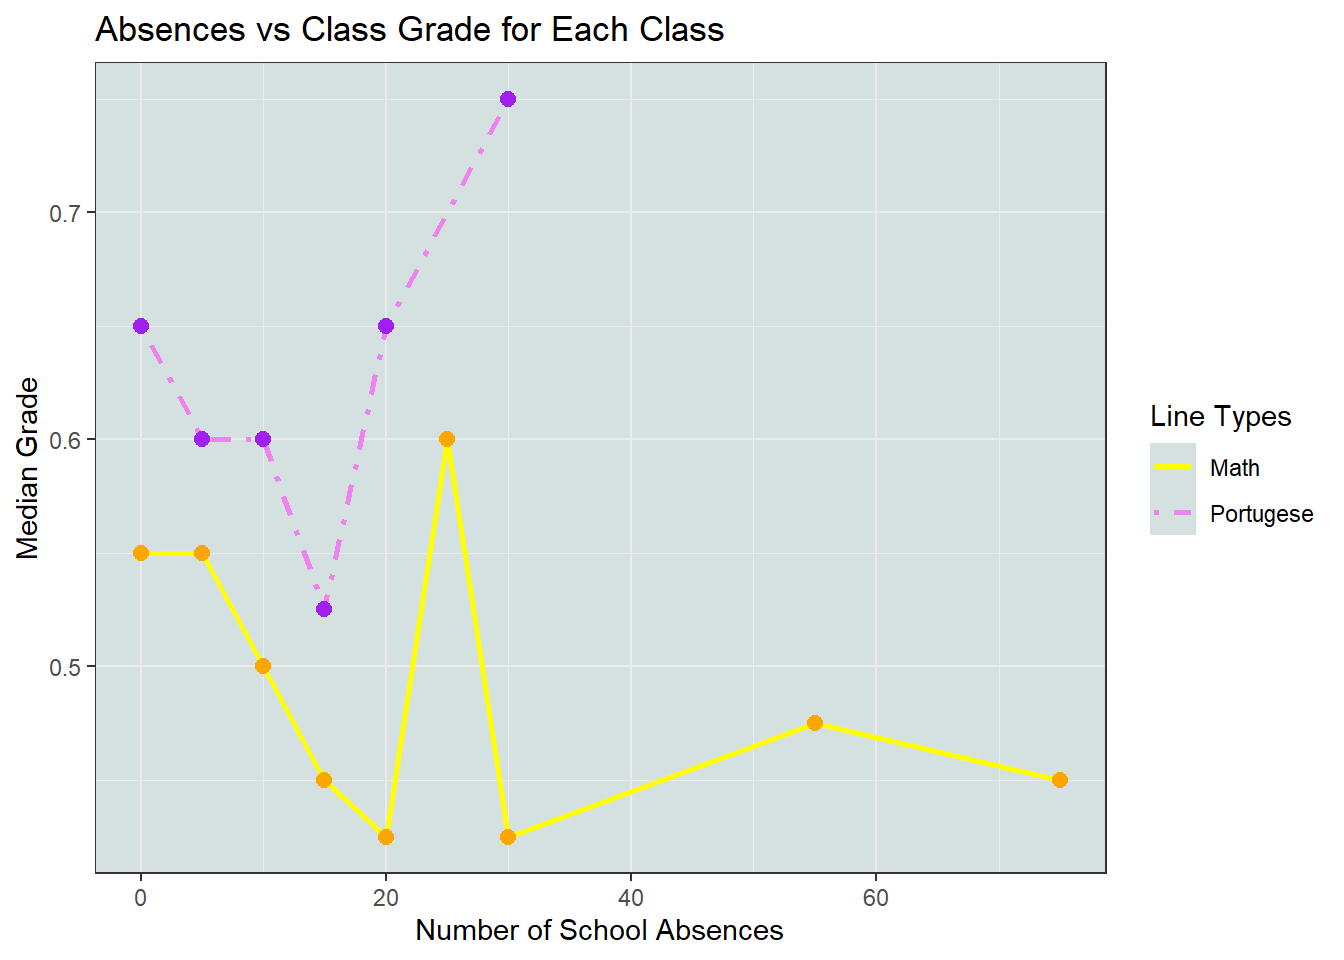 Absences vs Class Grade for Each Class
Median Grade
0.7
0.6
0.5
0
20
40
60
Number of School Absences
Line Types
Math
Portugese